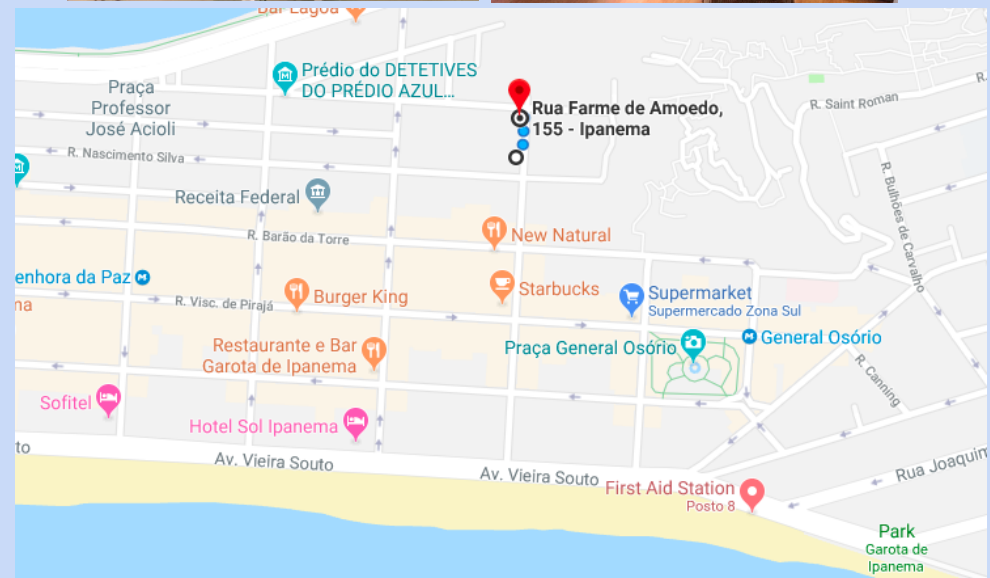 Bar Lagoa
Prédio do DETETIVES
DO PRÉDIO AZUL...
Praça
Professor
José Acioli
Rua Farme de Amoedo,
155 - Ipanema
R. Saint Roman
R.
R. Nascimento Silva
R. Bulhões de Carvalho
Receita Federal
R. Barão da Torre
New Natural
enhora da Paz
Starbucks
Supermarket
Supermercado Zona Sul
na
R. Visc. de Pirajá
Burger King
General Osório
Praça General Osório
Restaurante e Bar
Garota de Ipanema
R. Canning
Sofitel
Hotel Sol Ipanema
to
Av. Vieira Souto
Av. Vieira Souto
Rua Joaquim
First Aid Station
Posto 8
Park
Garota de
Ipanema